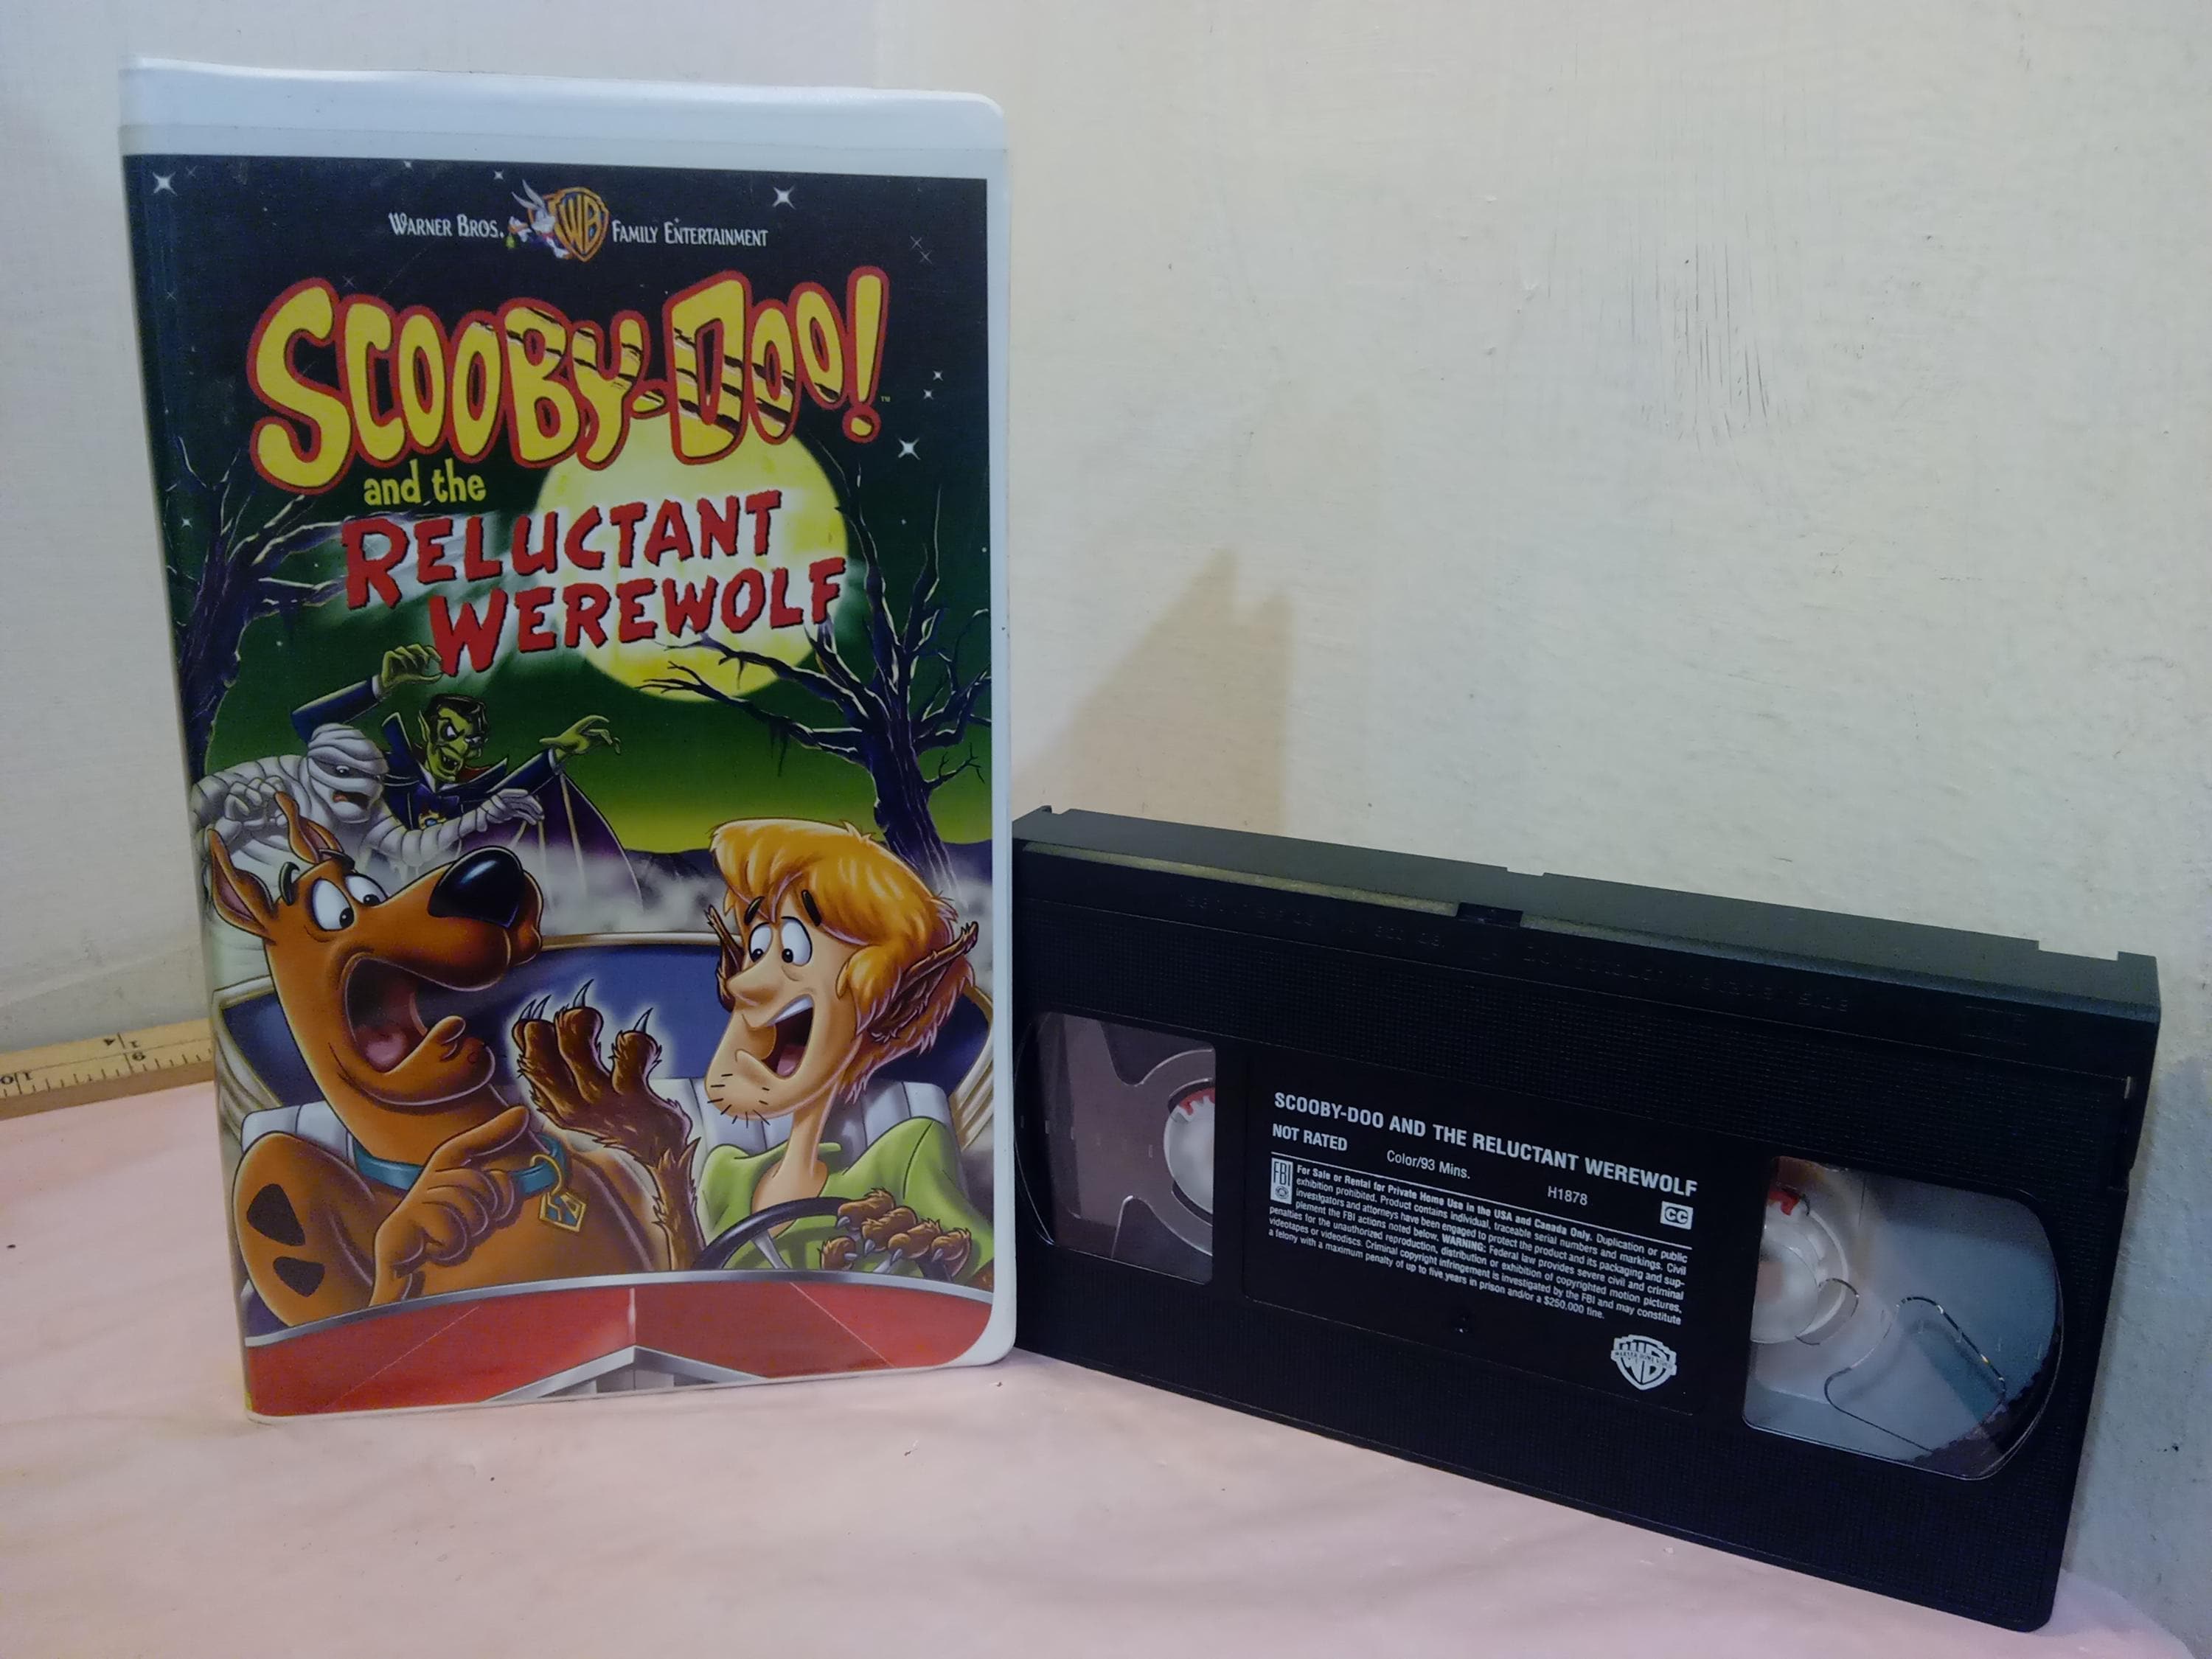 WARNER BROS. WB FAMILY ENTERTAINMENT
SCOOBY-DOO!
™
and the
RELUCTANT
WEREWOLF
SCOOBY-DOO AND THE RELUCTANT WEREWOLF
NOT RATED Color/93 Mins. H1878 CC
FBI
For Sale or Rental for Private Home Use in the USA and Canada Only. Duplication or public
exhibition prohibited. Product contains individual, traceable serial numbers and markings. Civil
investigators and attorneys have been engaged to protect the product and its packaging and sup-
plement the FBI actions noted below. WARNING: Federal law provides severe civil and criminal
penalties for the unauthorized reproduction, distribution or exhibition of copyrighted motion pictures,
videotapes or videodiscs. Criminal copyright infringement is investigated by the FBI and may constitute
a felony with a maximum penalty of up to five years in prison and/or a $250,000 fine.
WB